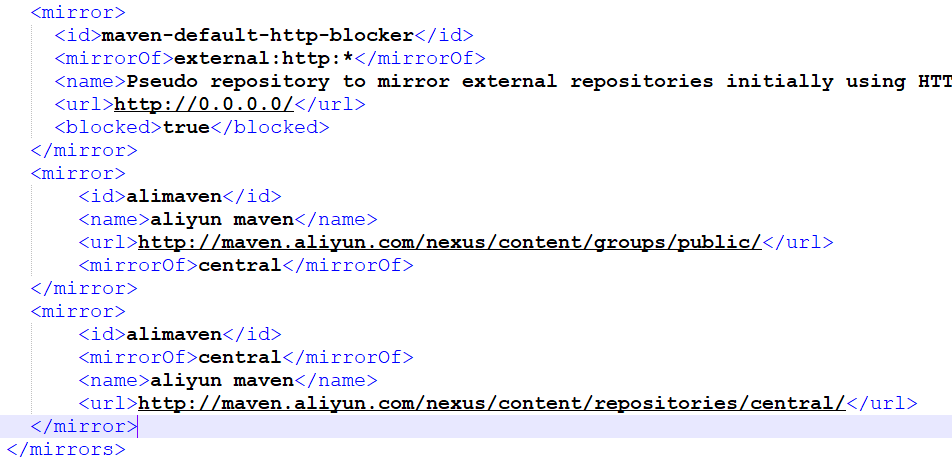 <mirror>
<id>maven-default-http-blocker</id>
<mirrorOf>external:http:*</mirrorOf>
<name>Pseudo repository to mirror external repositories initially using HTT
<url>http://0.0.0.0/</url>
<blocked>true</blocked>
</mirror>
<mirror>
<id>alimaven</id>
<name>aliyun maven</name>
<url>http://maven.aliyun.com/nexus/content/groups/public/</url>
<mirrorOf>central</mirrorOf>
</mirror>
<mirror>
<id>alimaven</id>
<mirrorOf>central</mirrorOf>
<name>aliyun maven</name>
<url>http://maven.aliyun.com/nexus/content/repositories/central/</url>
</mirror>
</mirrors>